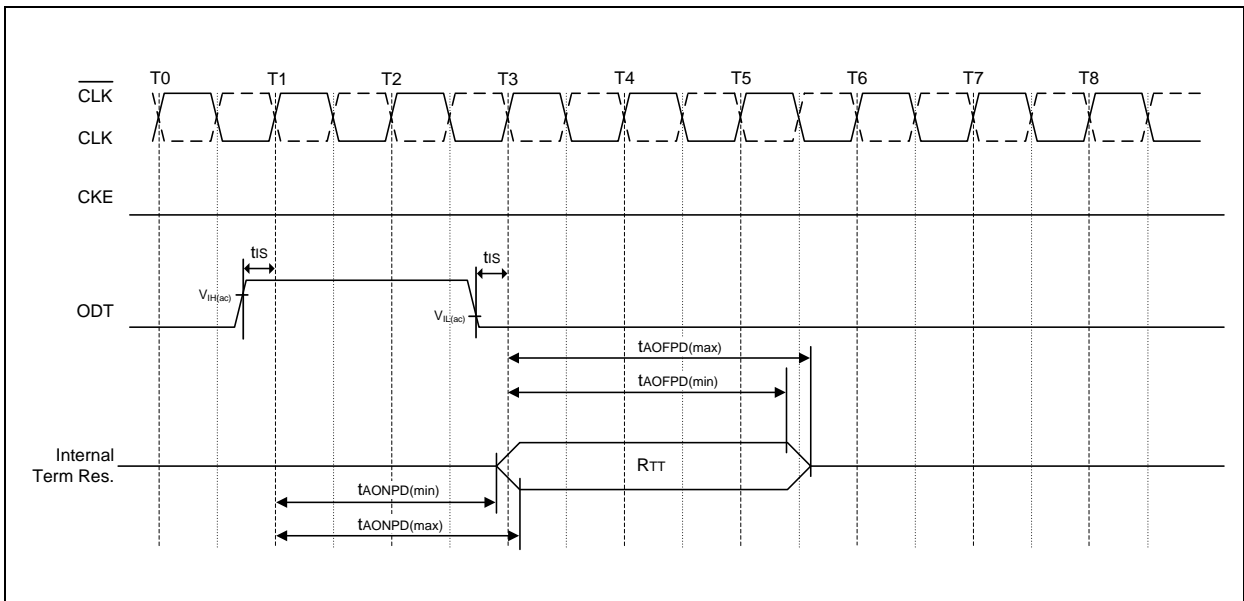 T0 T1 T2 T3 T4 T5 T6 T7 T8
CLK
CLK
CKE
tIS
tIS
VIH(ac)
ODT
VIL(ac)
tAOFPD(max)
tAOFPD(min)
Internal
Term Res.
RTT
tAONPD(min)
tAONPD(max)